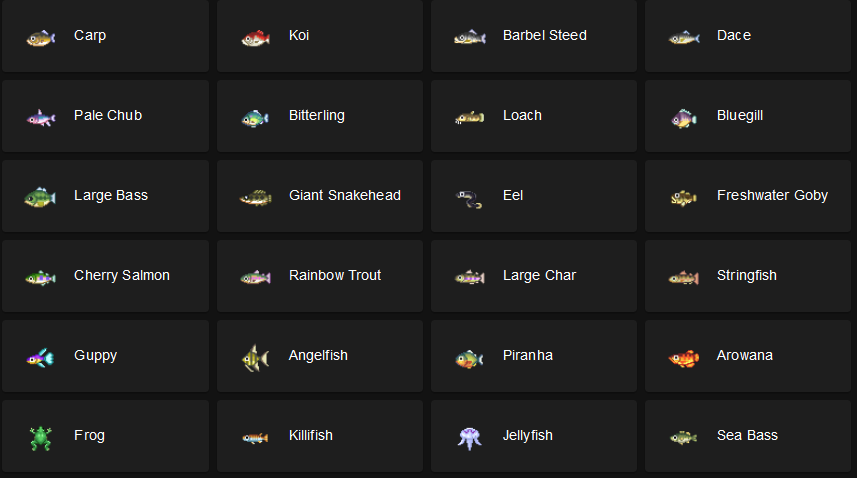 Carp
Koi
Barbel Steed
Dace
Pale Chub
Bitterling
Loach
Bluegill
Large Bass
Giant Snakehead
Eel
Freshwater Goby
Cherry Salmon
Rainbow Trout
Large Char
Stringfish
Guppy
Angelfish
Piranha
Arowana
Frog
Killifish
Jellyfish
Sea Bass